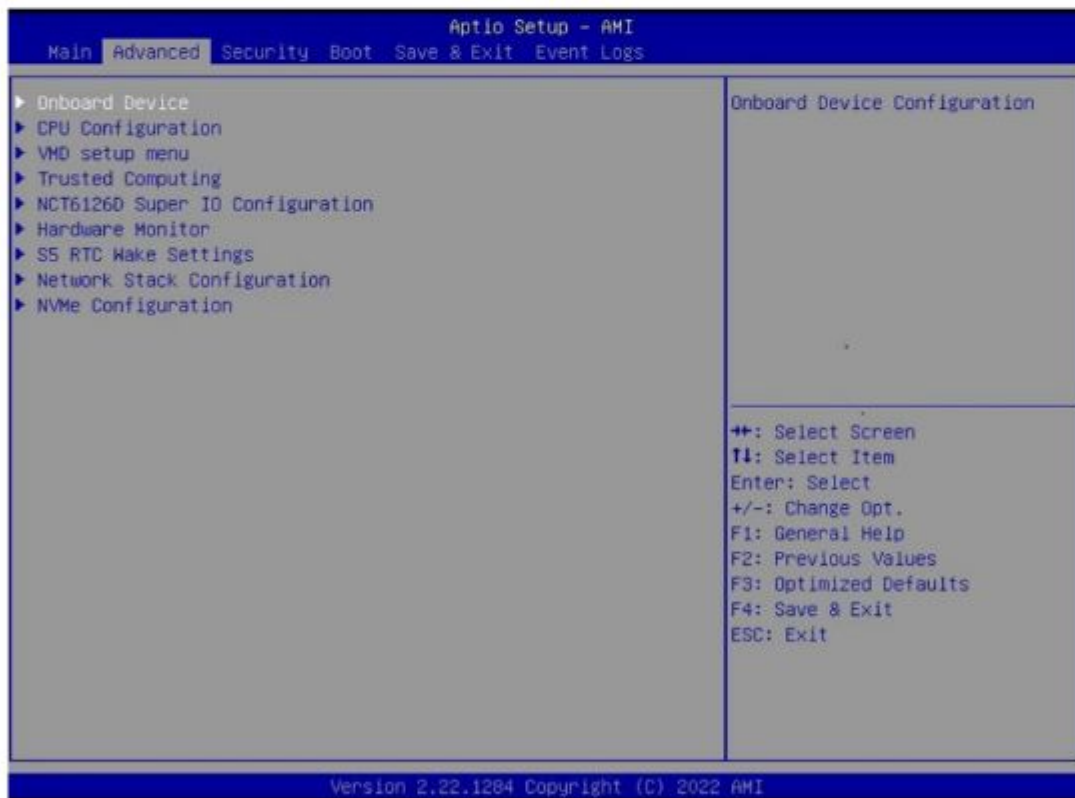 Aptio Setup - AMI
Main Advanced Security Boot Save & Exit Event Logs
▶ Onboard Device
▶ CPU Configuration
▶ VMD setup menu
▶ Trusted Computing
▶ NCT6126D Super IO Configuration
▶ Hardware Monitor
▶ S5 RTC Wake Settings
▶ Network Stack Configuration
▶ NVMe Configuration
Onboard Device Configuration
→←: Select Screen
↑↓: Select Item
Enter: Select
+/-: Change Opt.
F1: General Help
F2: Previous Values
F3: Optimized Defaults
F4: Save & Exit
ESC: Exit
Version 2.22.1284 Copyright (C) 2022 AMI